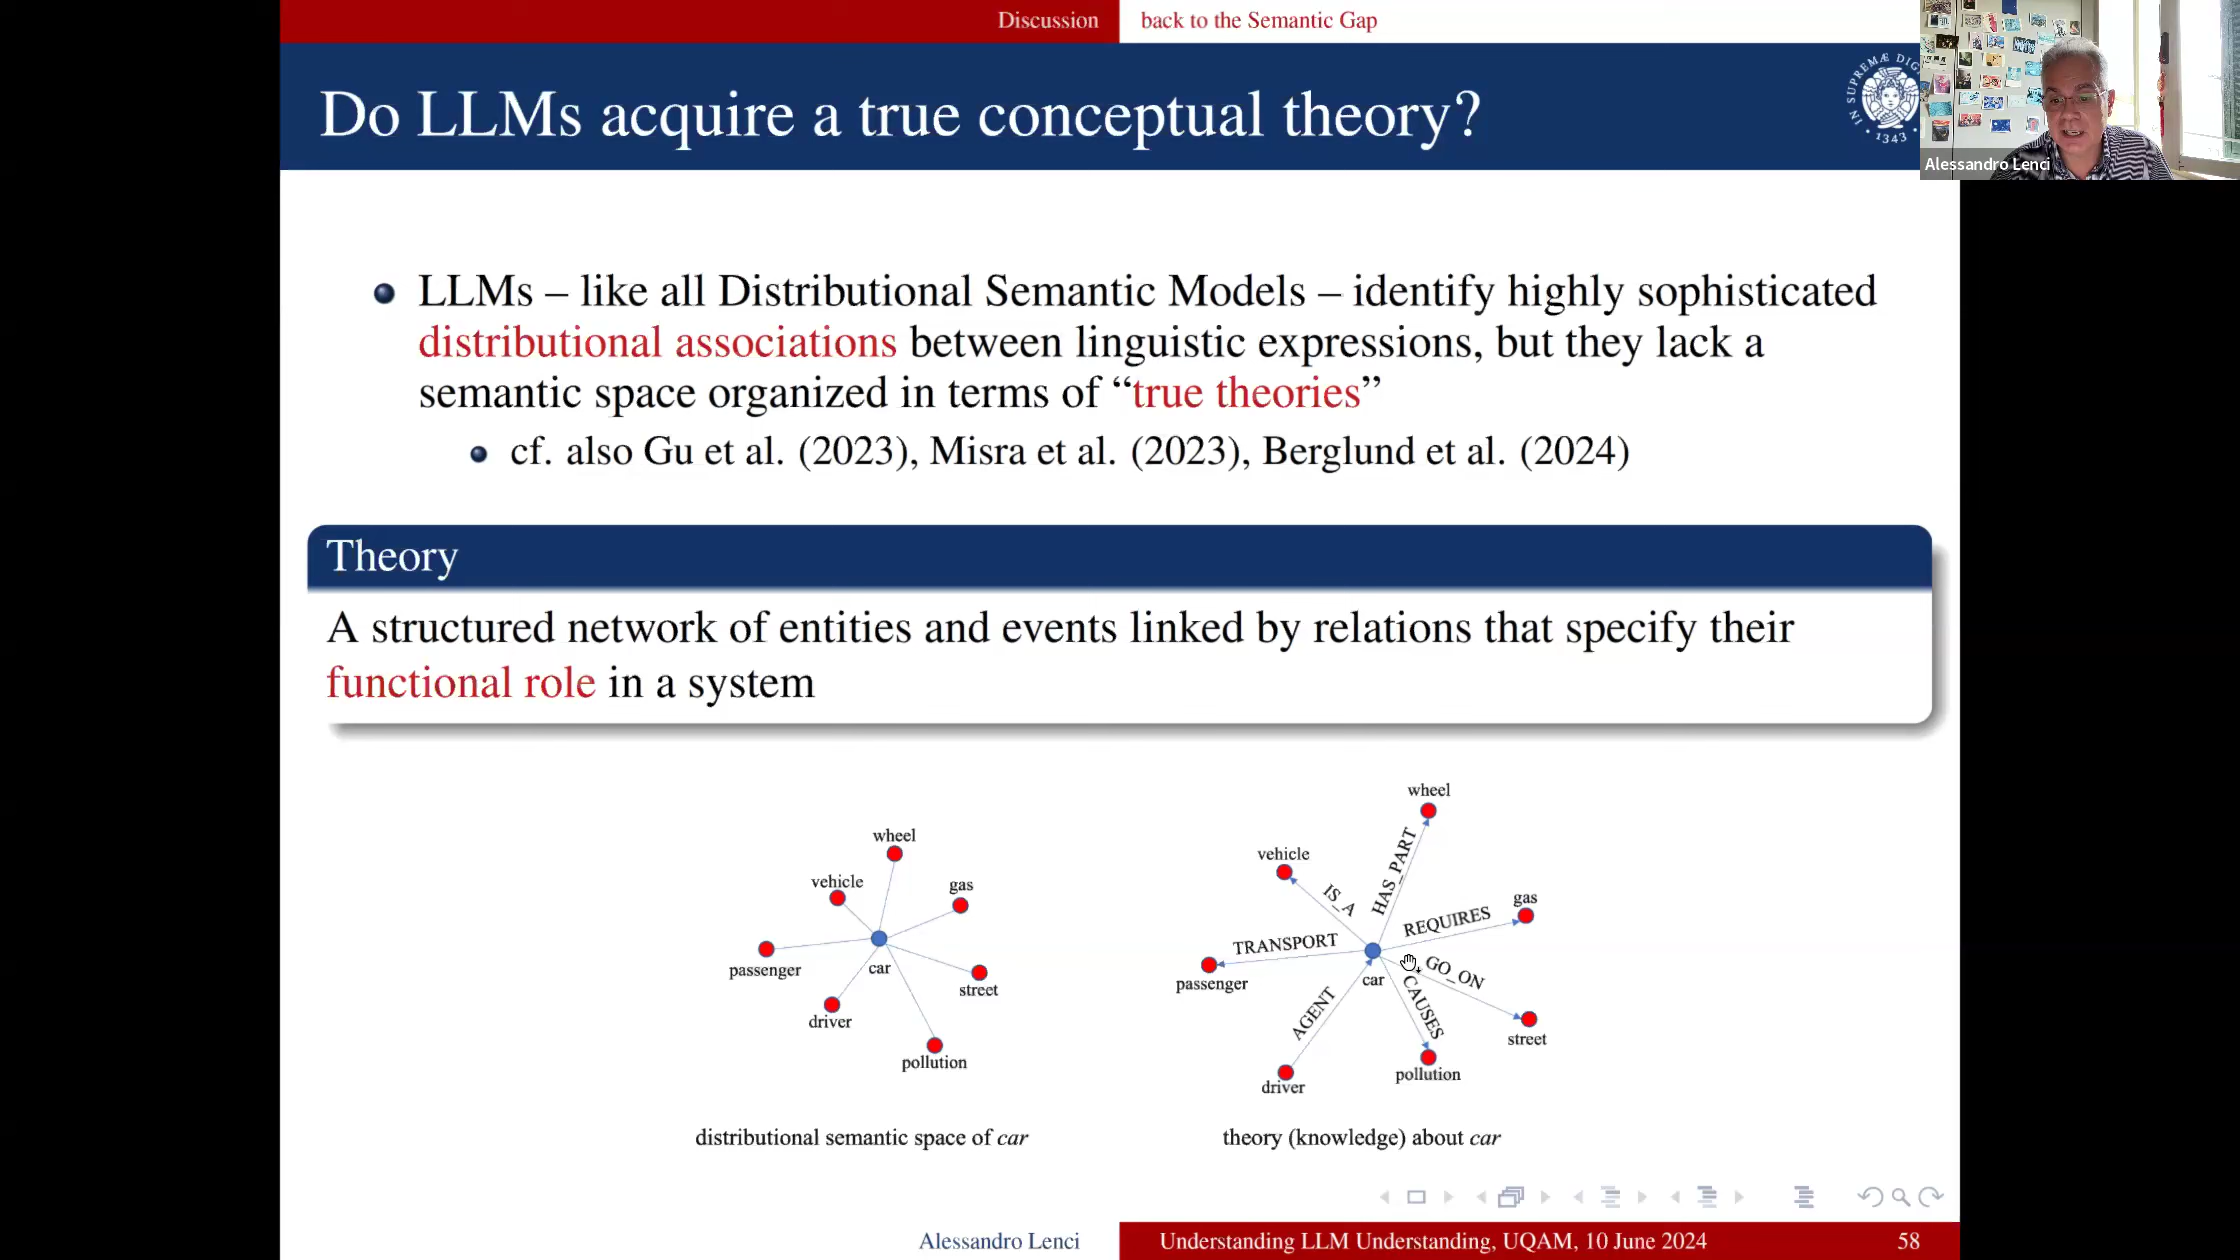 Discussion
back to the Semantic Gap
Do LLMs acquire a true conceptual theory?
IN SUPREMÆ DIG
• 1343 •
Alessandro Lenci
LLMs – like all Distributional Semantic Models – identify highly sophisticated
distributional associations between linguistic expressions, but they lack a
semantic space organized in terms of “true theories”
cf. also Gu et al. (2023), Misra et al. (2023), Berglund et al. (2024)
Theory
A structured network of entities and events linked by relations that specify their
functional role in a system
wheel
vehicle
gas
passenger
car
street
driver
pollution
distributional semantic space of car
wheel
HAS_PART
vehicle
IS_A
gas
REQUIRES
TRANSPORT
passenger
car
GO_ON
CAUSES
AGENT
street
pollution
driver
theory (knowledge) about car
Alessandro Lenci
Understanding LLM Understanding, UQAM, 10 June 2024
58